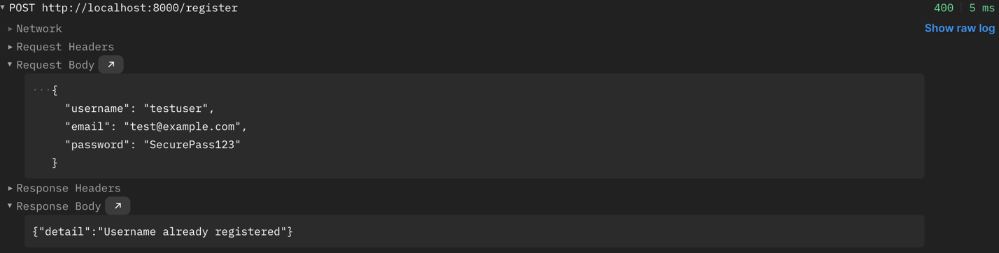 POST http://localhost:8000/register 400 5 ms
Network Show raw log
Request Headers
Request Body
{
"username": "testuser",
"email": "test@example.com",
"password": "SecurePass123"
}
Response Headers
Response Body
{"detail":"Username already registered"}